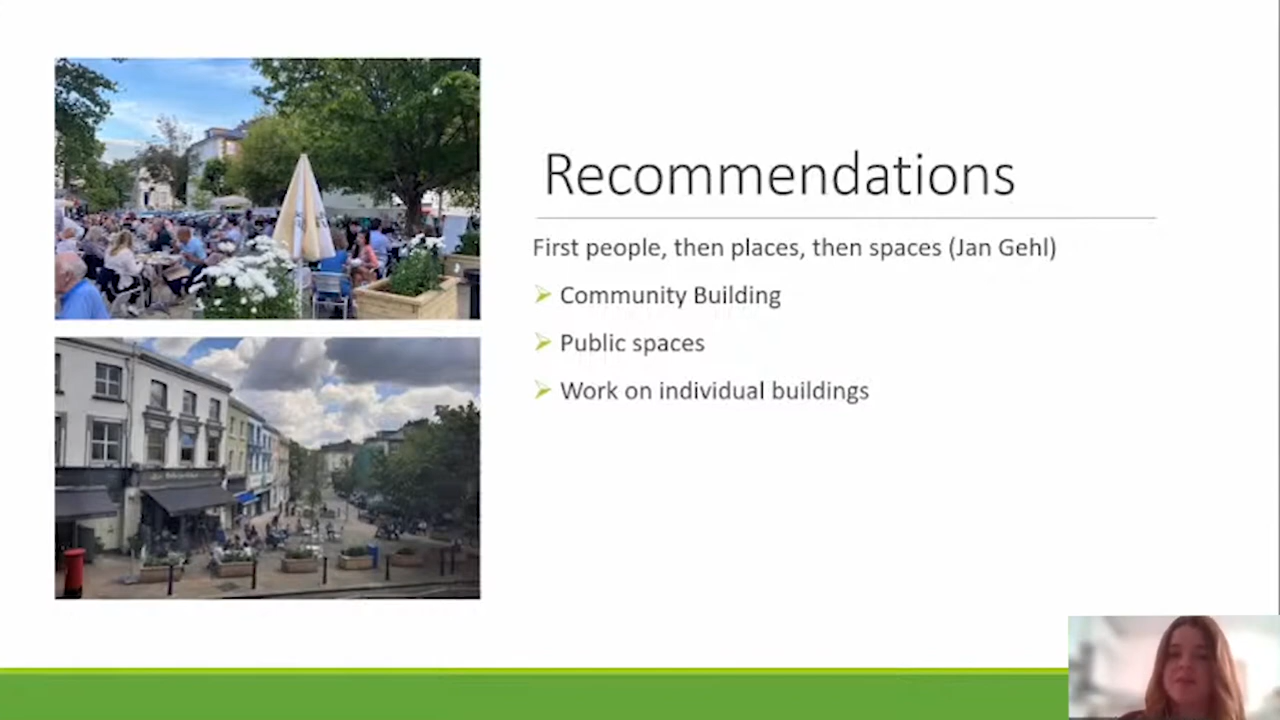 Recommendations
First people, then places, then spaces (Jan Gehl)
Community Building
Public spaces
Work on individual buildings